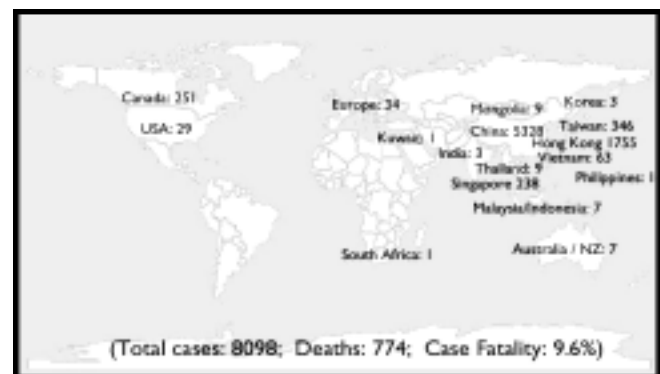 Canada: 251
USA: 29
Europe: 34
Kuwait: 1
Mongolia: 9
Korea: 3
China: 5328
Taiwan: 346
Hong Kong 1755
India: 3
Vietnam: 63
Thailand: 9
Singapore 238
Philippines: 1
Malaysia/Indonesia: 7
South Africa: 1
Australia / NZ: 7
(Total cases: 8098; Deaths: 774; Case Fatality: 9.6%)